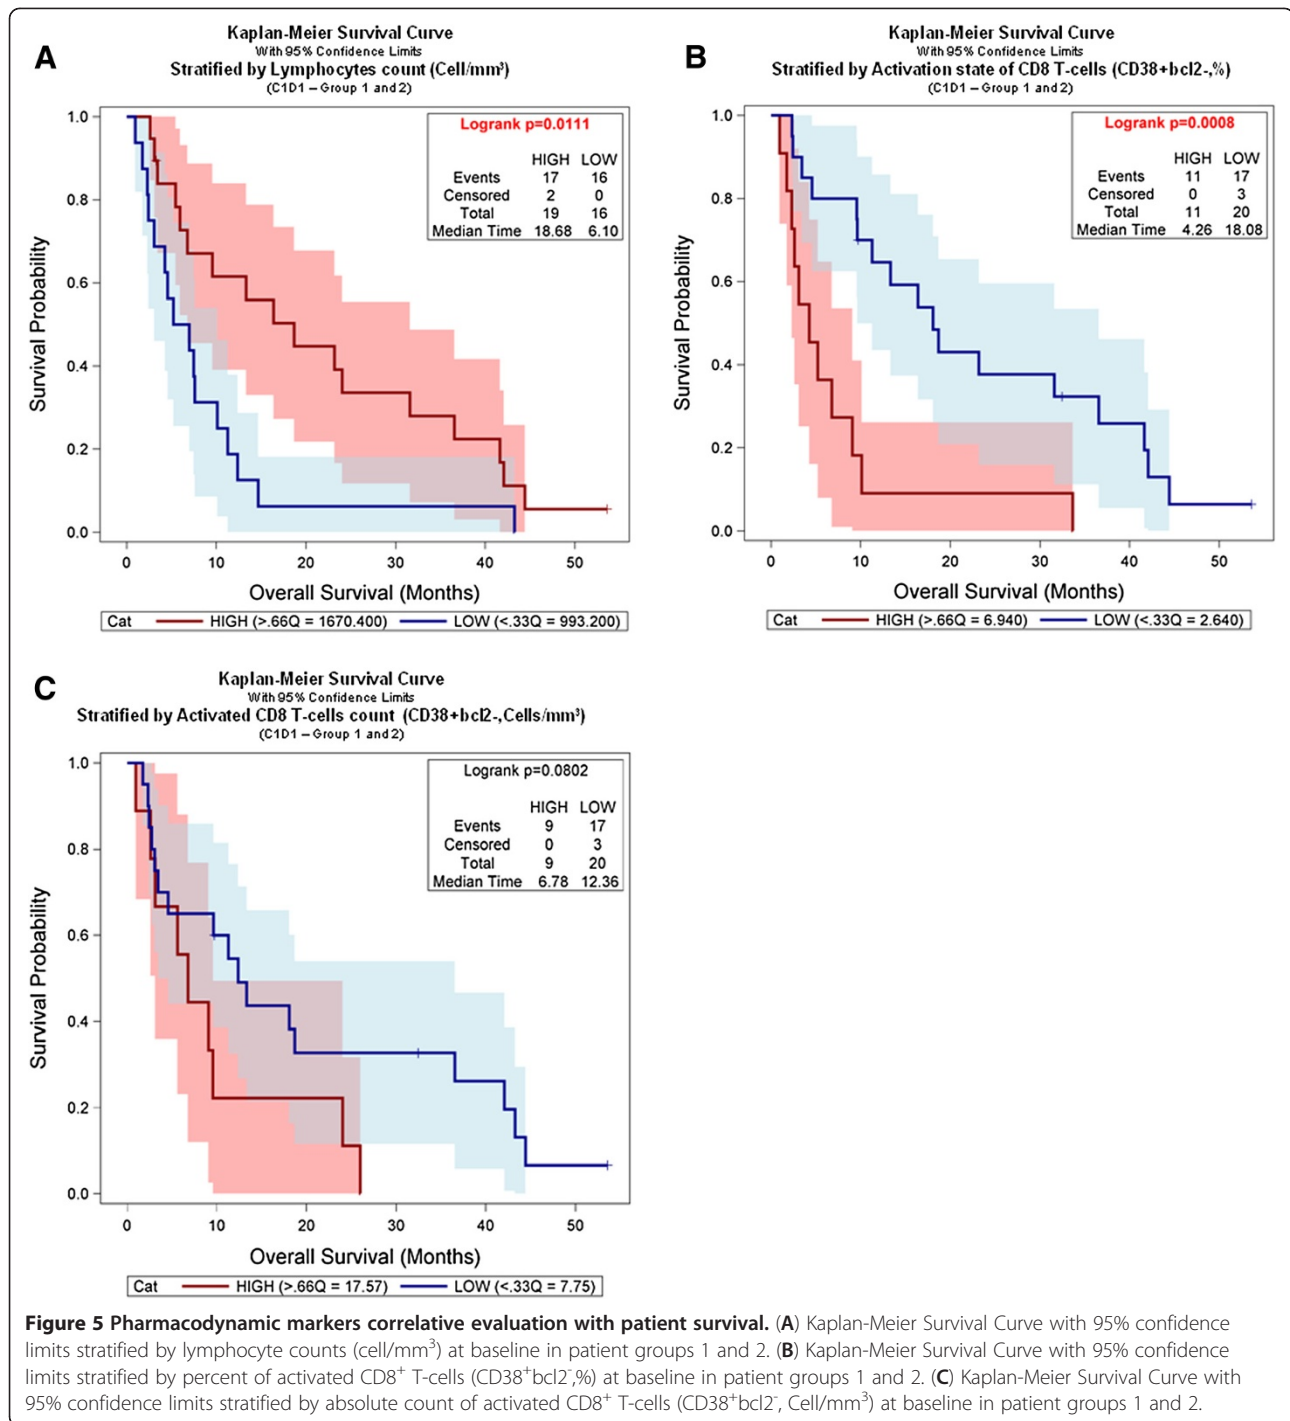 A
Kaplan-Meier Survival Curve
With 95% Confidence Limits
Stratified by Lymphocytes count (Cell/mm³)
(C1D1 – Group 1 and 2)
Logrank p=0.0111
HIGH LOW
Events 17 16
Censored 2 0
Total 19 16
Median Time 18.68 6.10
Survival Probability
1.0
0.8
0.6
0.4
0.2
0.0
0 10 20 30 40 50
Overall Survival (Months)
Cat HIGH (>.66Q = 1670.400) LOW (<.33Q = 993.200)
B
Kaplan-Meier Survival Curve
With 95% Confidence Limits
Stratified by Activation state of CD8 T-cells (CD38+bcl2-,%)
(C1D1 – Group 1 and 2)
Logrank p=0.0008
HIGH LOW
Events 11 17
Censored 0 3
Total 11 20
Median Time 4.26 18.08
Survival Probability
1.0
0.8
0.6
0.4
0.2
0.0
0 10 20 30 40 50
Overall Survival (Months)
Cat HIGH (>.66Q = 6.940) LOW (<.33Q = 2.640)
C
Kaplan-Meier Survival Curve
With 95% Confidence Limits
Stratified by Activated CD8 T-cells count (CD38+bcl2-,Cells/mm³)
(C1D1 – Group 1 and 2)
Logrank p=0.0802
HIGH LOW
Events 9 17
Censored 0 3
Total 9 20
Median Time 6.78 12.36
Survival Probability
1.0
0.8
0.6
0.4
0.2
0.0
0 10 20 30 40 50
Overall Survival (Months)
Cat HIGH (>.66Q = 17.57) LOW (<.33Q = 7.75)
Figure 5 Pharmacodynamic markers correlative evaluation with patient survival. (A) Kaplan-Meier Survival Curve with 95% confidence
limits stratified by lymphocyte counts (cell/mm³) at baseline in patient groups 1 and 2. (B) Kaplan-Meier Survival Curve with 95% confidence
limits stratified by percent of activated CD8⁺ T-cells (CD38⁺bcl2⁻,%) at baseline in patient groups 1 and 2. (C) Kaplan-Meier Survival Curve with
95% confidence limits stratified by absolute count of activated CD8⁺ T-cells (CD38⁺bcl2⁻, Cell/mm³) at baseline in patient groups 1 and 2.